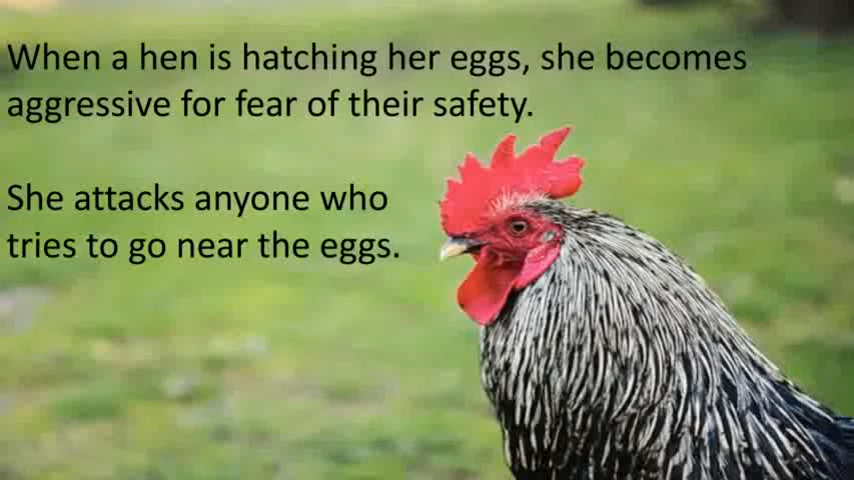 When a hen is hatching her eggs, she becomes
aggressive for fear of their safety.
She attacks anyone who
tries to go near the eggs.